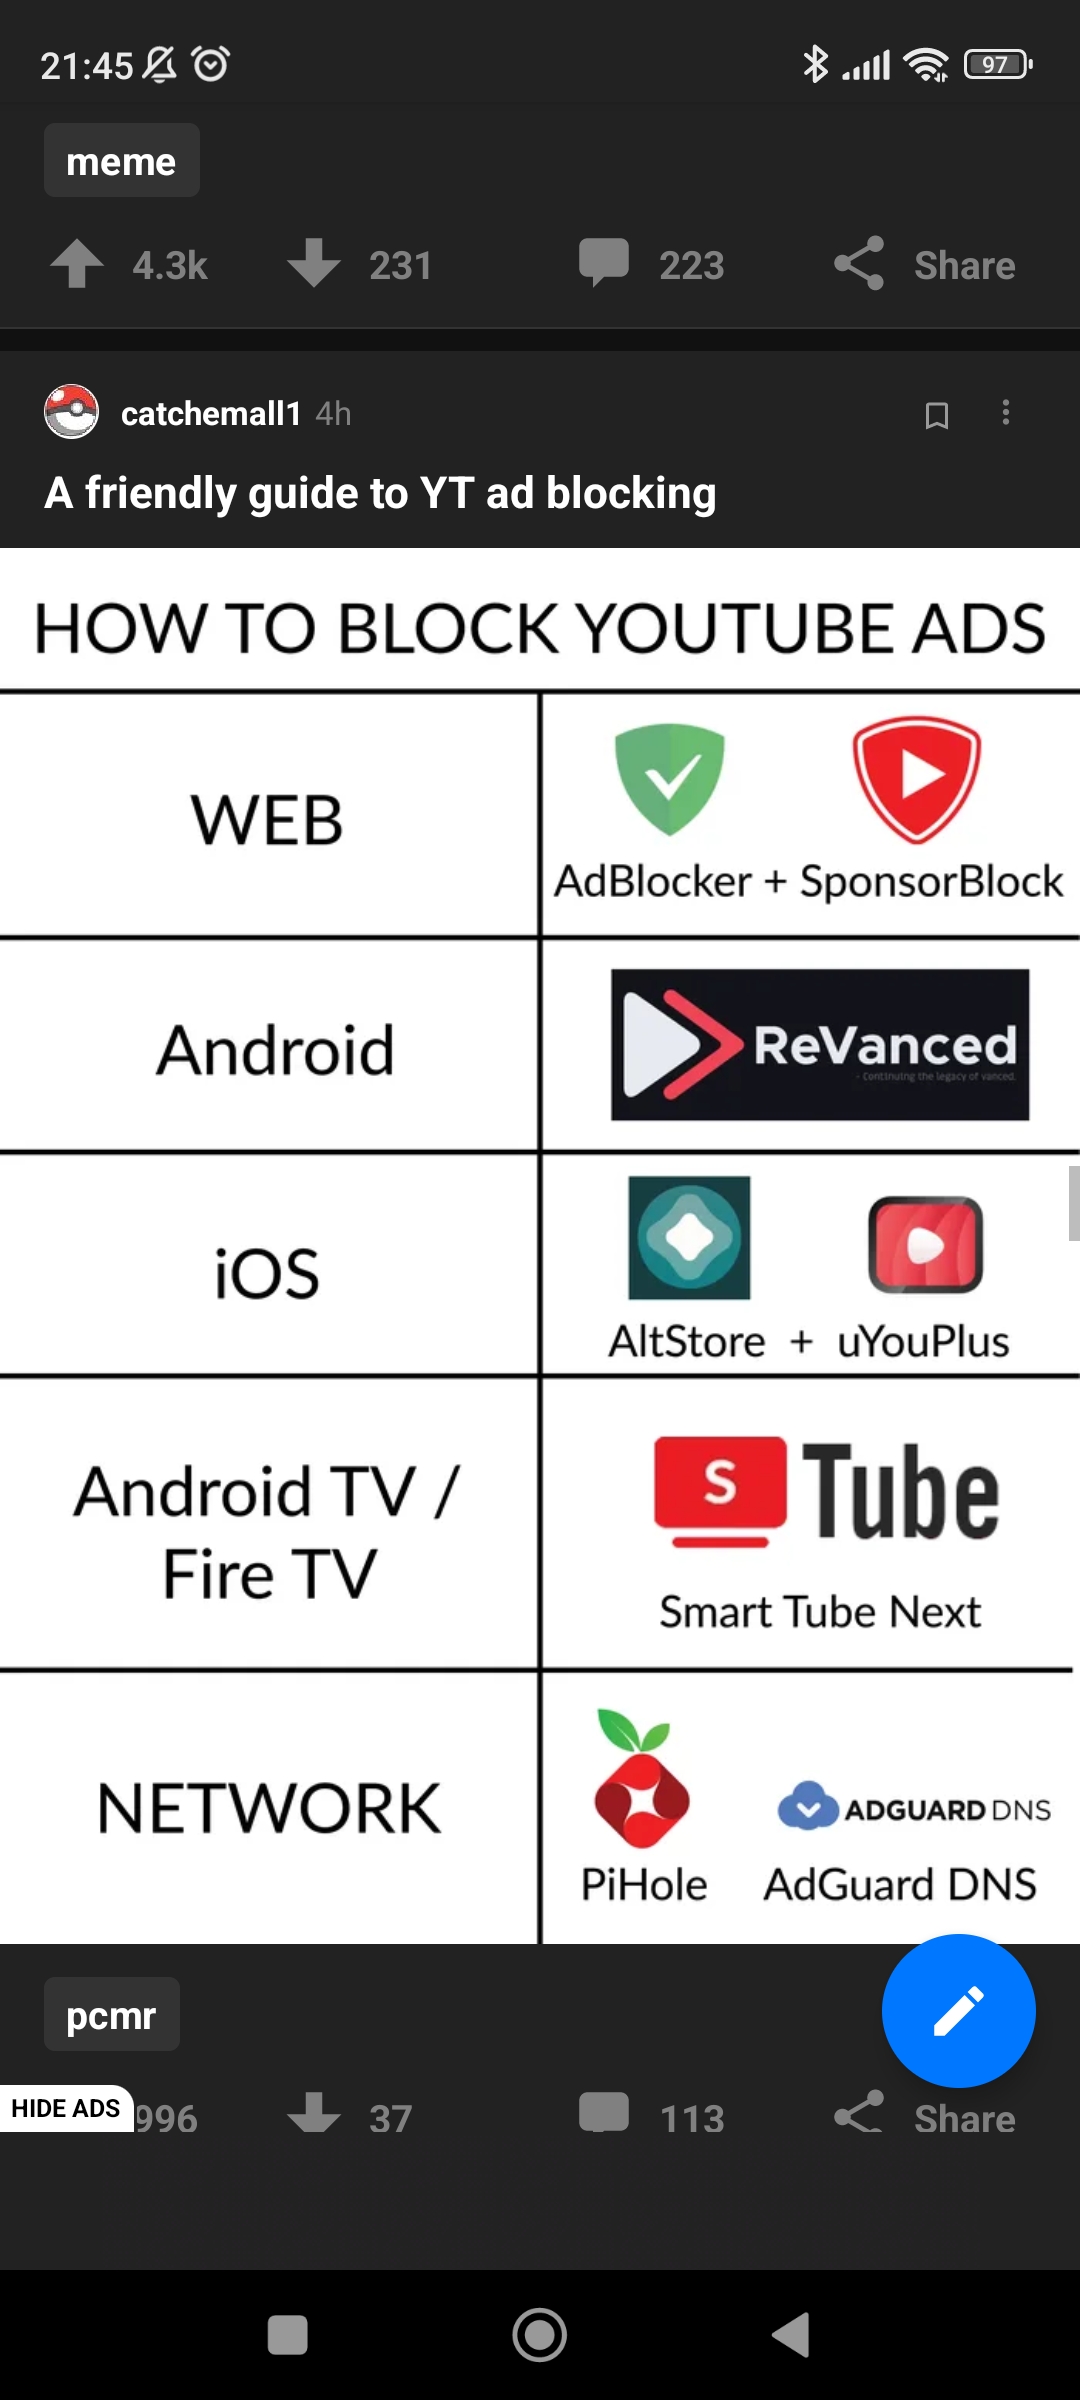 21:45 97
meme
4.3k 231 223 Share
catchemall1 4h
A friendly guide to YT ad blocking
HOW TO BLOCK YOUTUBE ADS
WEB
AdBlocker + SponsorBlock
Android
ReVanced
- Continuing the legacy of vanced.
iOS
AltStore + uYouPlus
Android TV /
Fire TV
S Tube
Smart Tube Next
NETWORK
ADGUARD DNS
PiHole AdGuard DNS
pcmr
HIDE ADS 996 37 113 Share